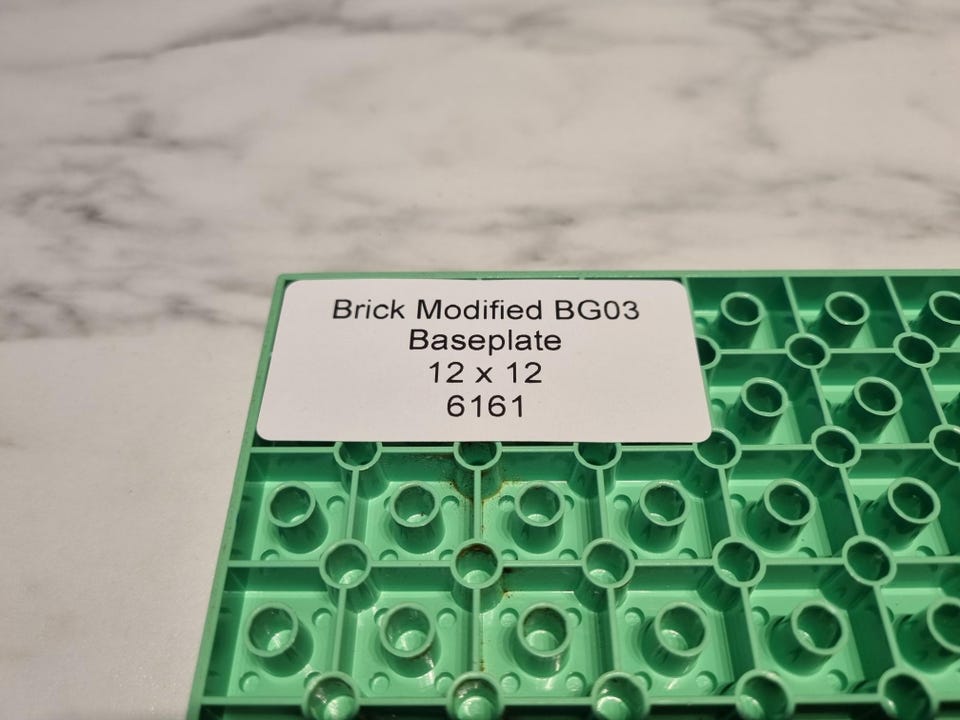 Brick Modified BG03
Baseplate
12 x 12
6161